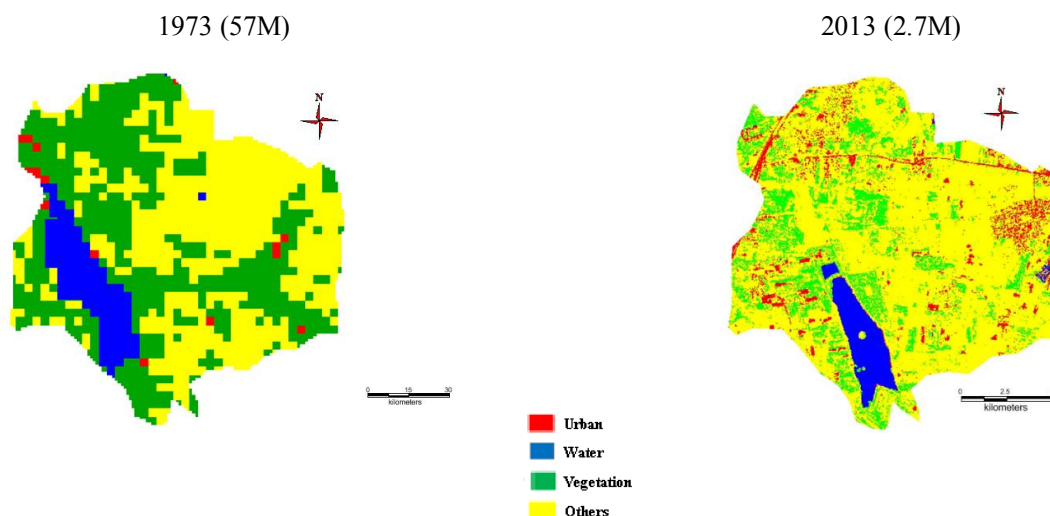 1973 (57M)
2013 (2.7M)
N
N
0 15 30
kilometers
0 2.5
kilometers
Urban
Water
Vegetation
Others